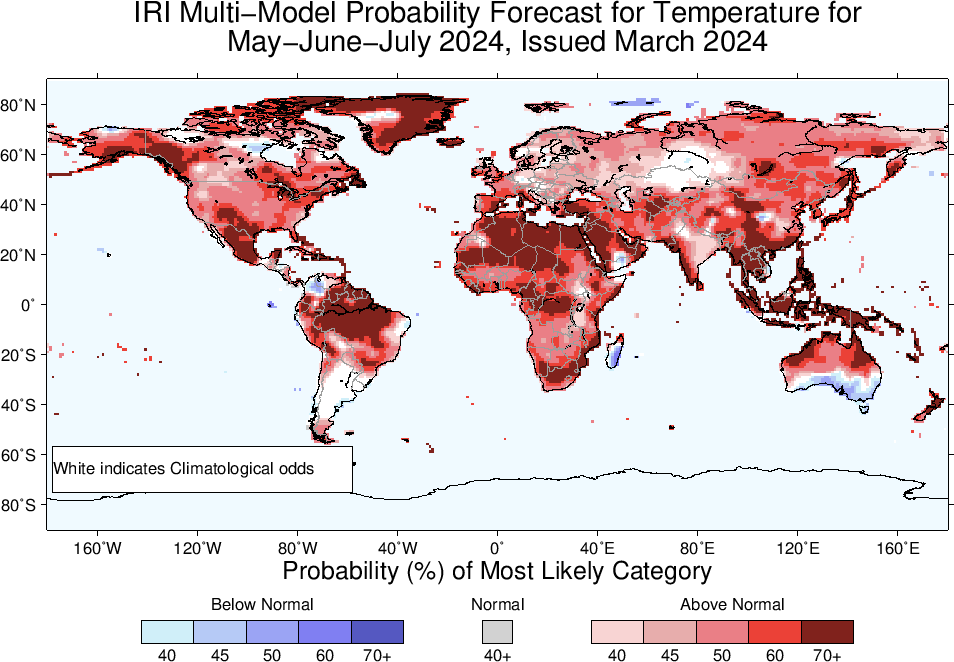 IRI Multi−Model Probability Forecast for Temperature for
May−June−July 2024, Issued March 2024
80˚N
60˚N
40˚N
20˚N
0˚
20˚S
40˚S
60˚S
80˚S
White indicates Climatological odds
160˚W 120˚W 80˚W 40˚W 0˚ 40˚E 80˚E 120˚E 160˚E
Probability (%) of Most Likely Category
Below Normal Normal Above Normal
40 45 50 60 70+ 40+ 40 45 50 60 70+